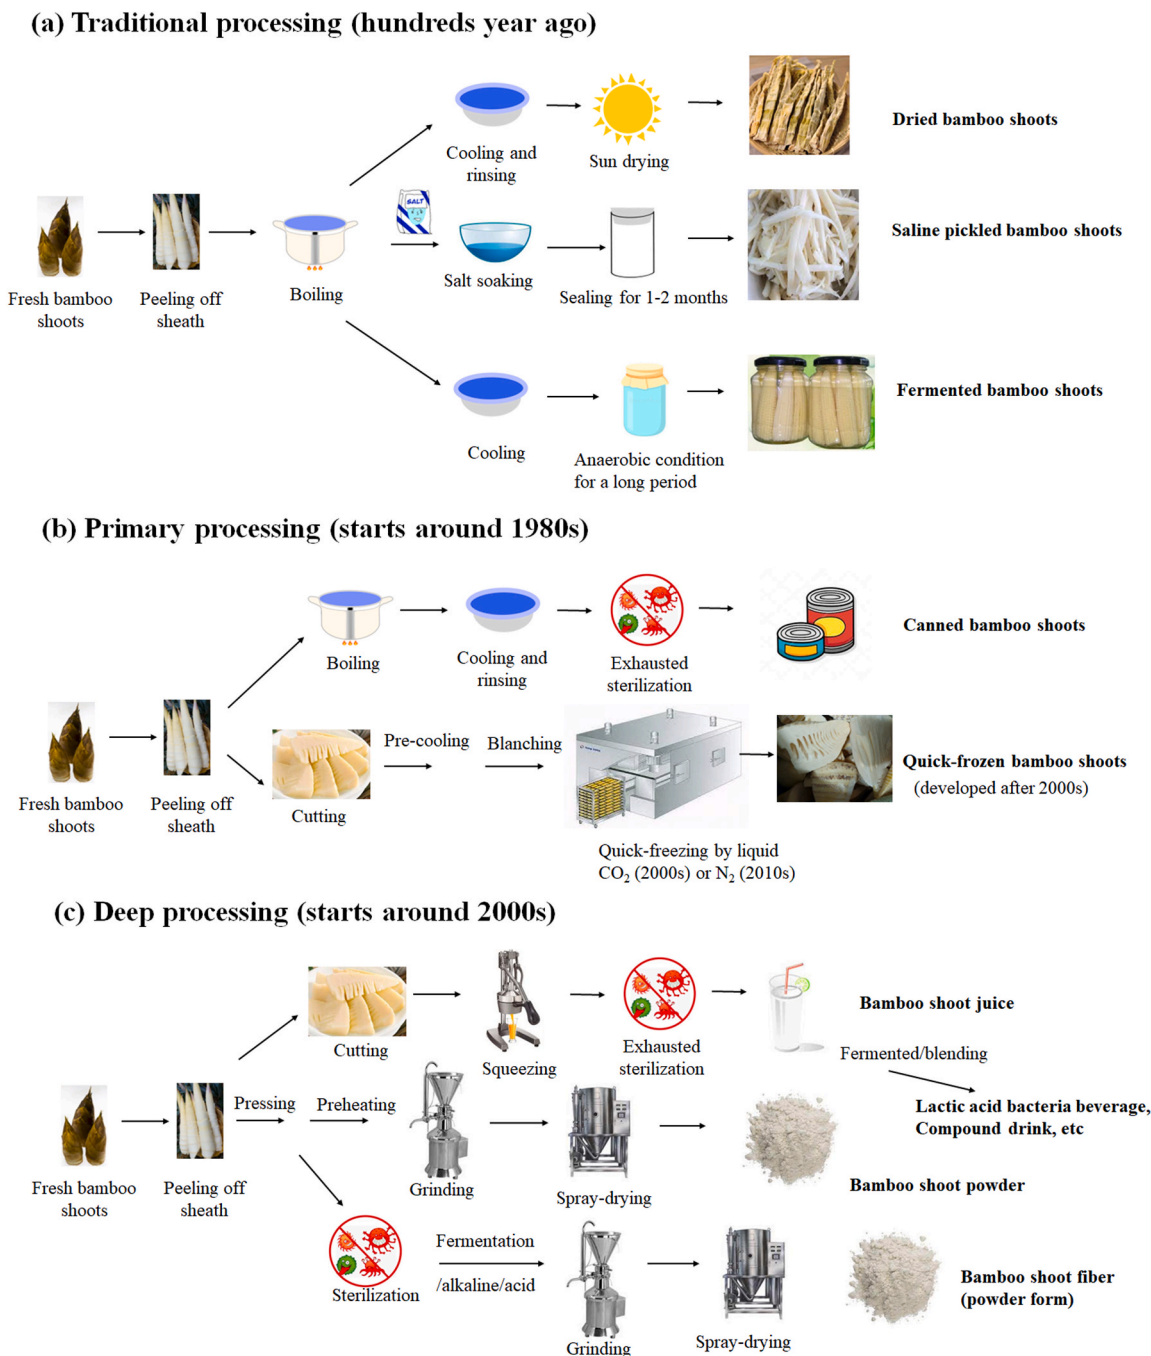 (a) Traditional processing (hundreds year ago)
Cooling and
rinsing
Sun drying
Dried bamboo shoots
SALT
Fresh bamboo
shoots
Peeling off
sheath
Boiling
Salt soaking
Sealing for 1-2 months
Saline pickled bamboo shoots
Cooling
Anaerobic condition
for a long period
Fermented bamboo shoots
(b) Primary processing (starts around 1980s)
Boiling
Cooling and
rinsing
Exhausted
sterilization
Canned bamboo shoots
Fresh bamboo
shoots
Peeling off
sheath
Cutting
Pre-cooling
Blanching
Quick-freezing by liquid
CO₂ (2000s) or N₂ (2010s)
Quick-frozen bamboo shoots
(developed after 2000s)
(c) Deep processing (starts around 2000s)
Cutting
Squeezing
Exhausted
sterilization
Bamboo shoot juice
Fermented/blending
Lactic acid bacteria beverage,
Compound drink, etc
Fresh bamboo
shoots
Peeling off
sheath
Pressing
Preheating
Grinding
Spray-drying
Bamboo shoot powder
Sterilization
Fermentation
/alkaline/acid
Grinding
Spray-drying
Bamboo shoot fiber
(powder form)